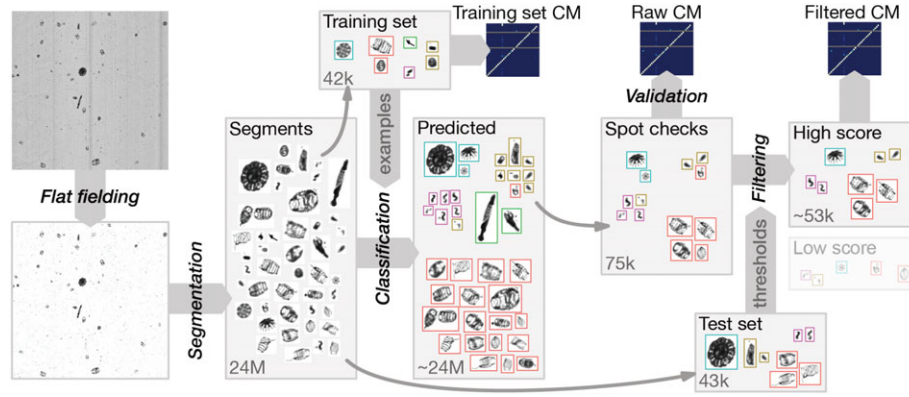 Training set
42k
Training set CM
Raw CM
Filtered CM
Flat fielding
Segmentation
Segments
24M
examples
Classification
Predicted
~24M
Validation
Spot checks
75k
Filtering
thresholds
High score
~53k
Low score
Test set
43k